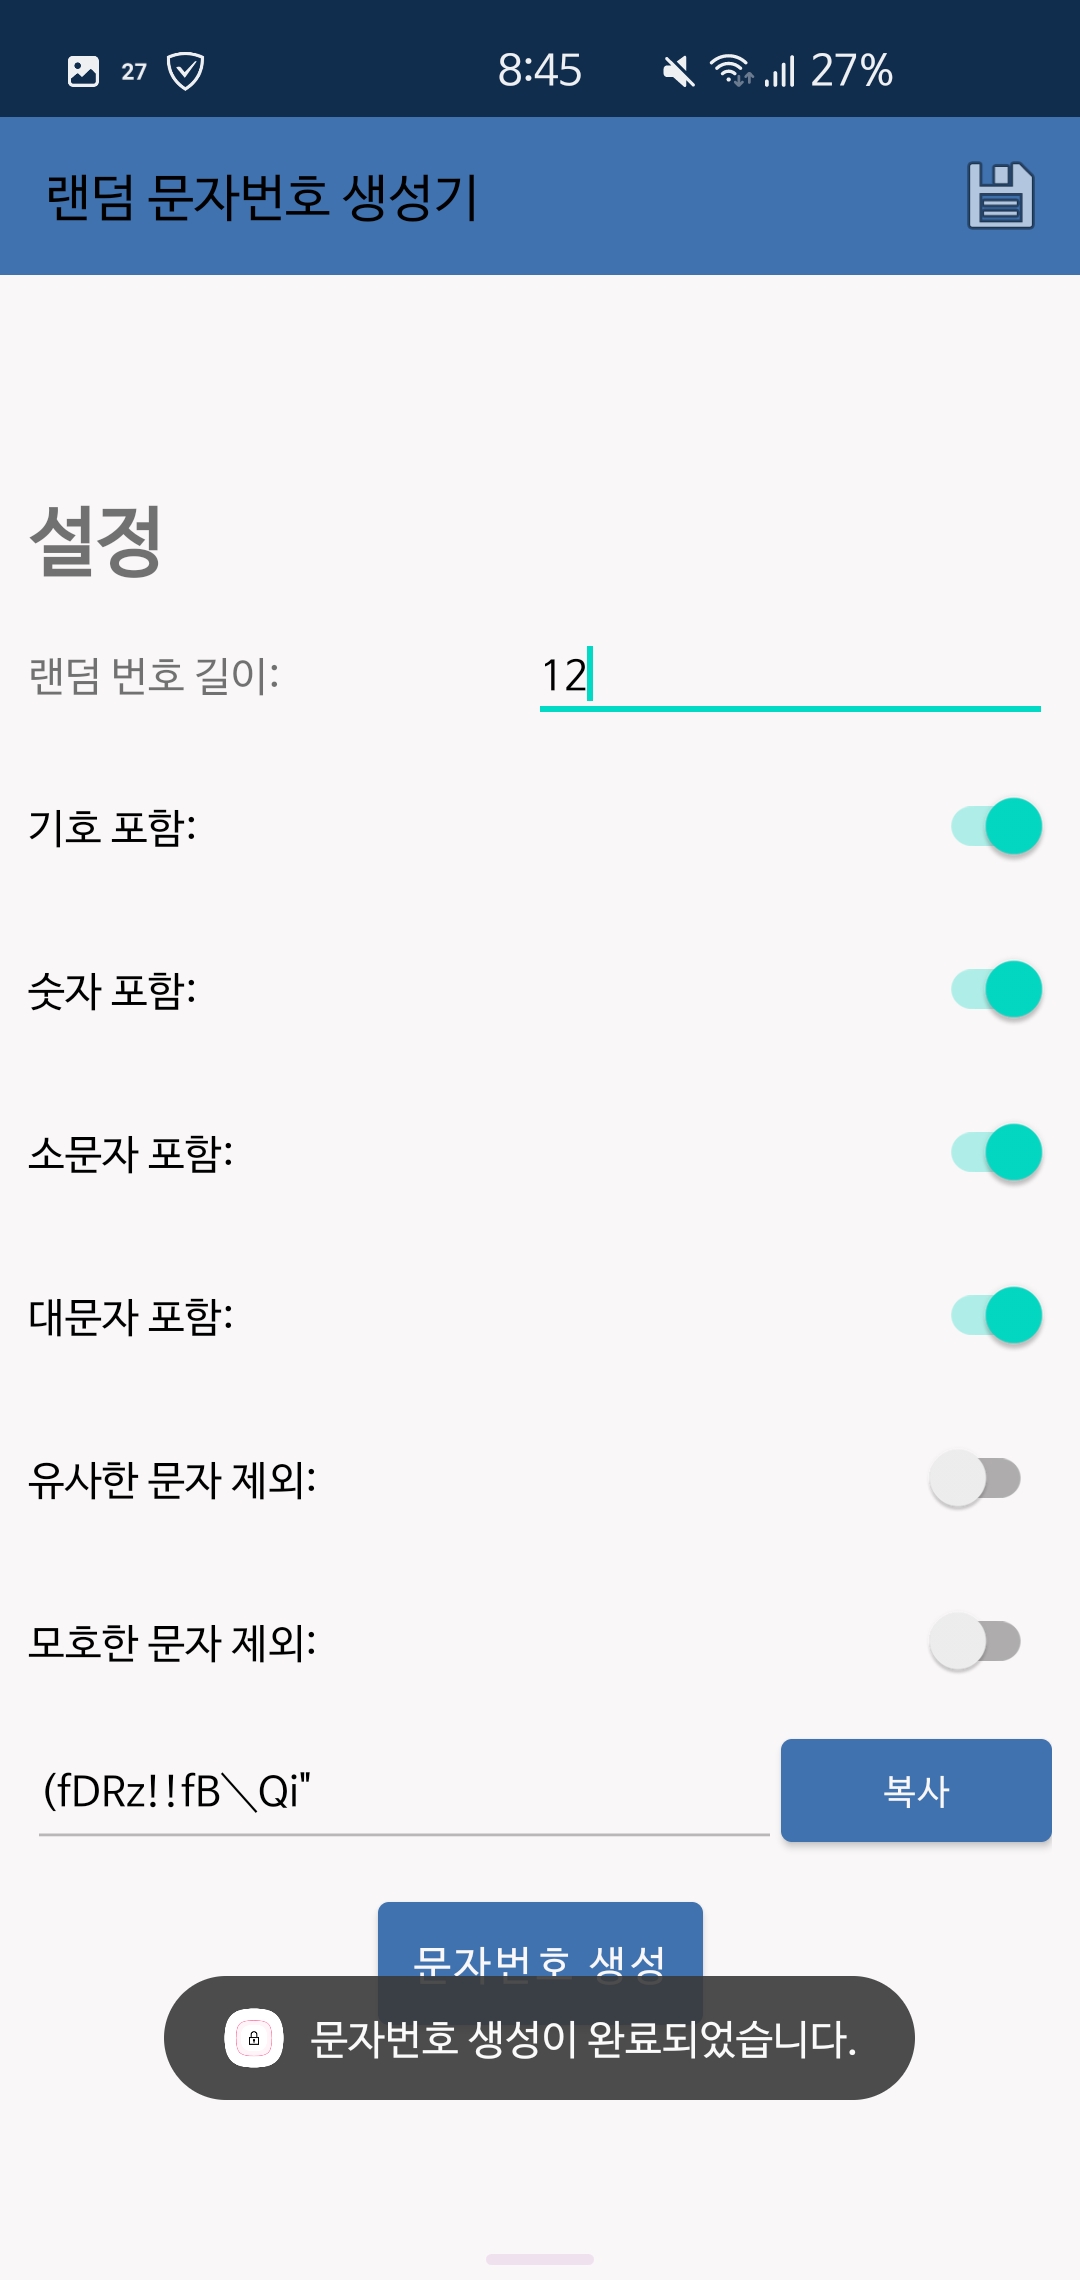 27 8:45 27%
랜덤 문자번호 생성기
설정
랜덤 번호 길이: 12
기호 포함:
숫자 포함:
소문자 포함:
대문자 포함:
유사한 문자 제외:
모호한 문자 제외:
(fDRz!!fB＼Qi" 복사
문자번호 생성
문자번호 생성이 완료되었습니다.